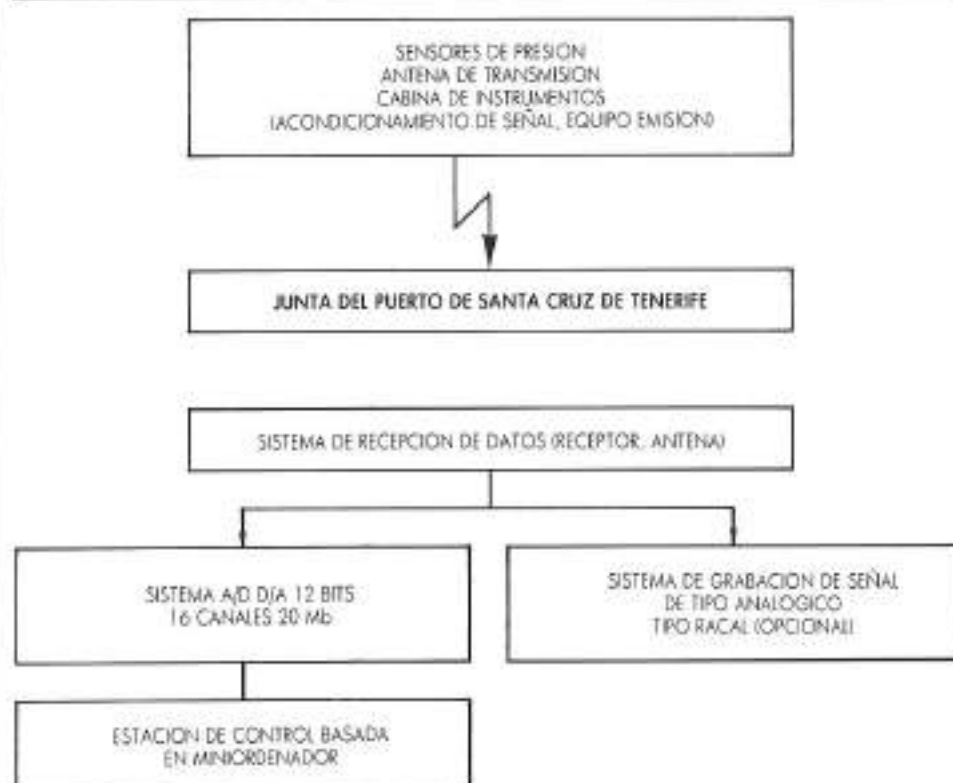 SENSORES DE PRESION
ANTENA DE TRANSMISION
CABINA DE INSTRUMENTOS
(ACONDICIONAMIENTO DE SEÑAL, EQUIPO EMISION)
JUNTA DEL PUERTO DE SANTA CRUZ DE TENERIFE
SISTEMA DE RECEPCION DE DATOS (RECEPTOR, ANTENA)
SISTEMA A/D D/A 12 BITS
16 CANALES 20 Mb
SISTEMA DE GRABACION DE SEÑAL
DE TIPO ANALOGICO
TIPO RACAL (OPCIONAL)
ESTACION DE CONTROL BASADA
EN MINIORDENADOR